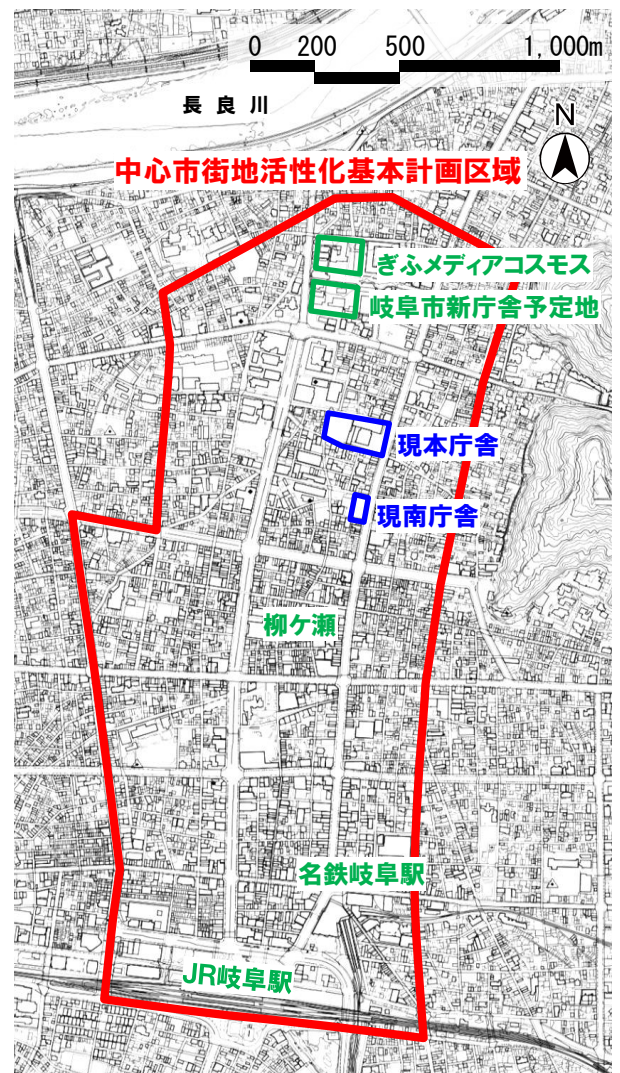 0 200 500 1,000m
長良川
N
中心市街地活性化基本計画区域
ぎふメディアコスモス
岐阜市新庁舎予定地
現本庁舎
現南庁舎
柳ケ瀬
名鉄岐阜駅
JR岐阜駅